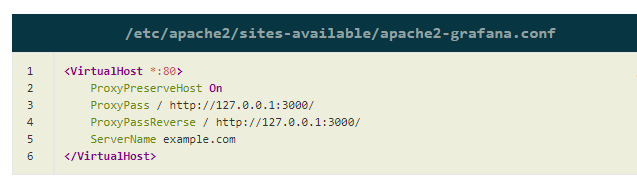 /etc/apache2/sites-available/apache2-grafana.conf
1 <VirtualHost *:80>
2     ProxyPreserveHost On
3     ProxyPass / http://127.0.0.1:3000/
4     ProxyPassReverse / http://127.0.0.1:3000/
5     ServerName example.com
6 </VirtualHost>